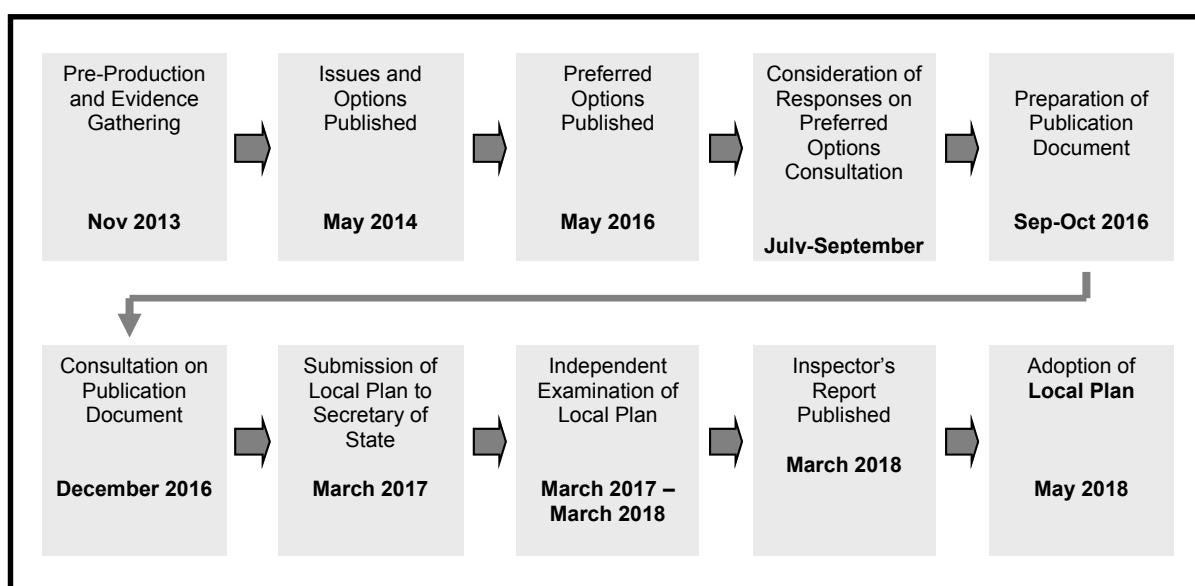 Pre-Production
and Evidence
Gathering
Nov 2013
Issues and
Options
Published
May 2014
Preferred
Options
Published
May 2016
Consideration of
Responses on
Preferred
Options
Consultation
July-September
Preparation of
Publication
Document
Sep-Oct 2016
Consultation on
Publication
Document
December 2016
Submission of
Local Plan to
Secretary of
State
March 2017
Independent
Examination of
Local Plan
March 2017 –
March 2018
Inspector’s
Report
Published
March 2018
Adoption of
Local Plan
May 2018